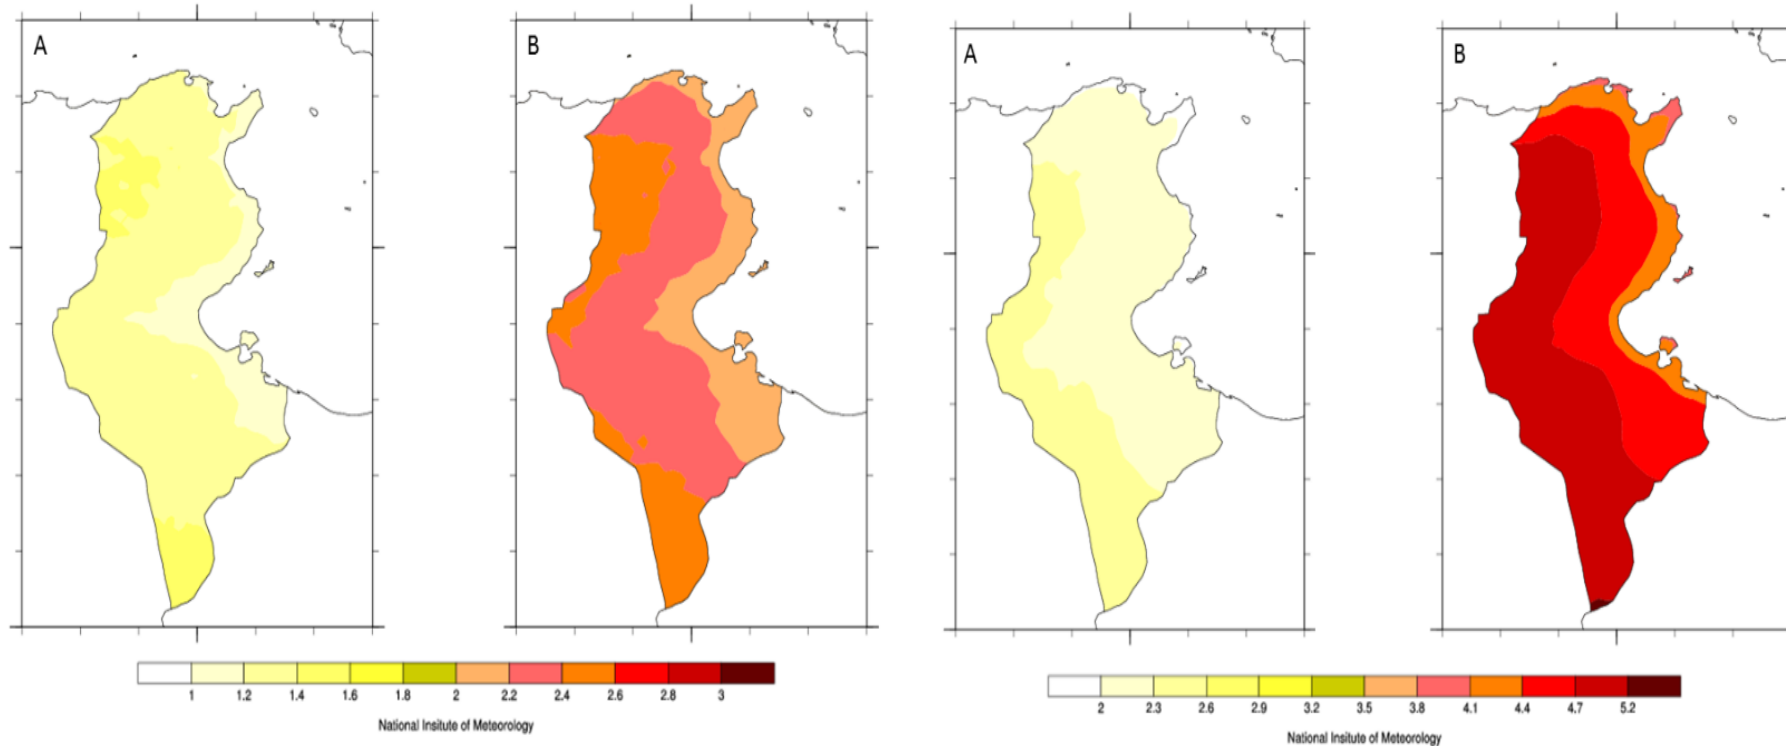 A
B
A
B
1 1.2 1.4 1.6 1.8 2 2.2 2.4 2.6 2.8 3
National Insitute of Meteorology
2 2.3 2.6 2.9 3.2 3.5 3.8 4.1 4.4 4.7 5.2
National Insitute of Meteorology